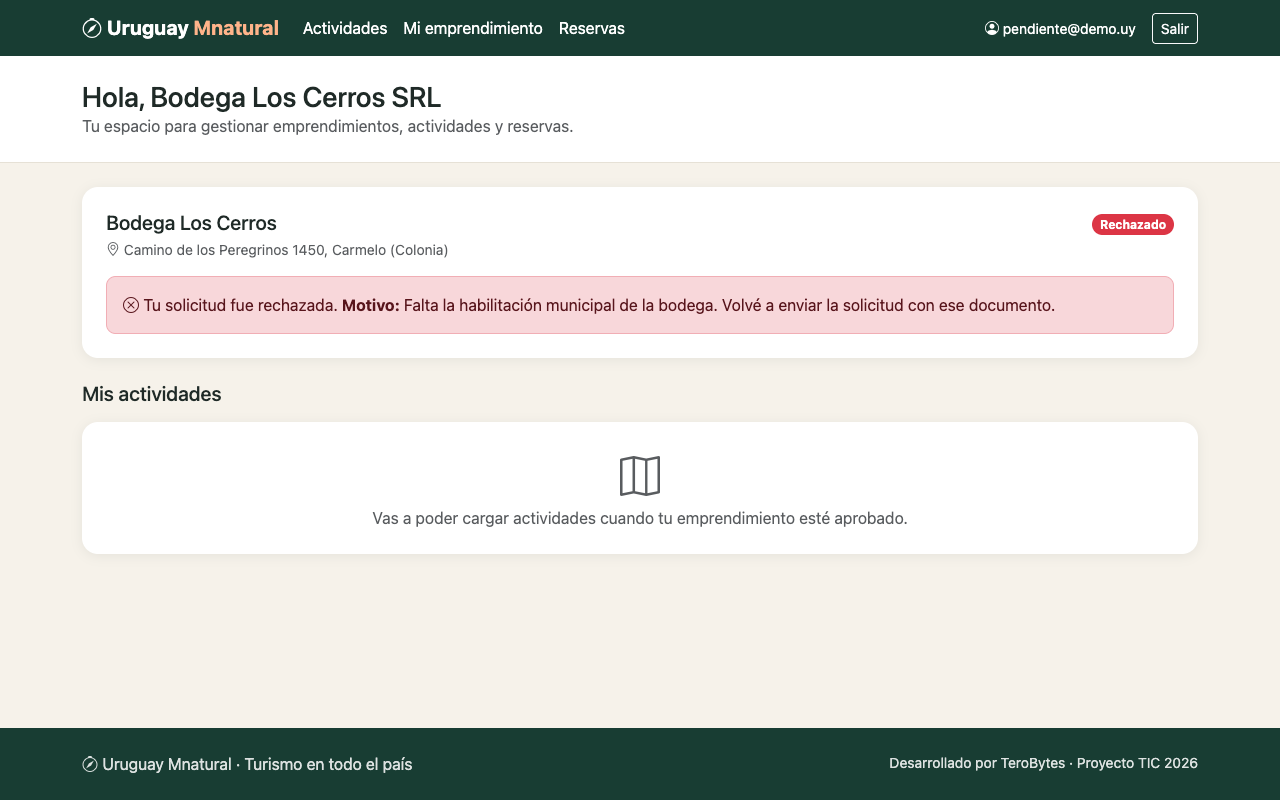 Uruguay Mnatural
Actividades
Mi emprendimiento
Reservas
pendiente@demo.uy
Salir
Hola, Bodega Los Cerros SRL
Tu espacio para gestionar emprendimientos, actividades y reservas.
Bodega Los Cerros
Rechazado
Camino de los Peregrinos 1450, Carmelo (Colonia)
Tu solicitud fue rechazada. Motivo: Falta la habilitación municipal de la bodega. Volvé a enviar la solicitud con ese documento.
Mis actividades
Vas a poder cargar actividades cuando tu emprendimiento esté aprobado.
Uruguay Mnatural · Turismo en todo el país
Desarrollado por TeroBytes · Proyecto TIC 2026